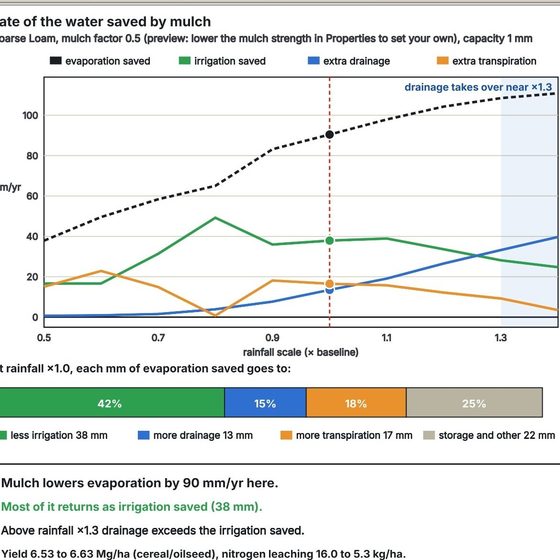 ate of the water saved by mulch
oarse Loam, mulch factor 0.5 (preview: lower the mulch strength in Properties to set your own), capacity 1 mm
evaporation saved irrigation saved extra drainage extra transpiration
drainage takes over near ×1.3
100
80
m/yr
60
40
20
0
0.5 0.7 0.9 1.1 1.3
rainfall scale (× baseline)
t rainfall ×1.0, each mm of evaporation saved goes to:
42% 15% 18% 25%
less irrigation 38 mm more drainage 13 mm more transpiration 17 mm storage and other 22 mm
Mulch lowers evaporation by 90 mm/yr here.
Most of it returns as irrigation saved (38 mm).
Above rainfall ×1.3 drainage exceeds the irrigation saved.
Yield 6.53 to 6.63 Mg/ha (cereal/oilseed), nitrogen leaching 16.0 to 5.3 kg/ha.